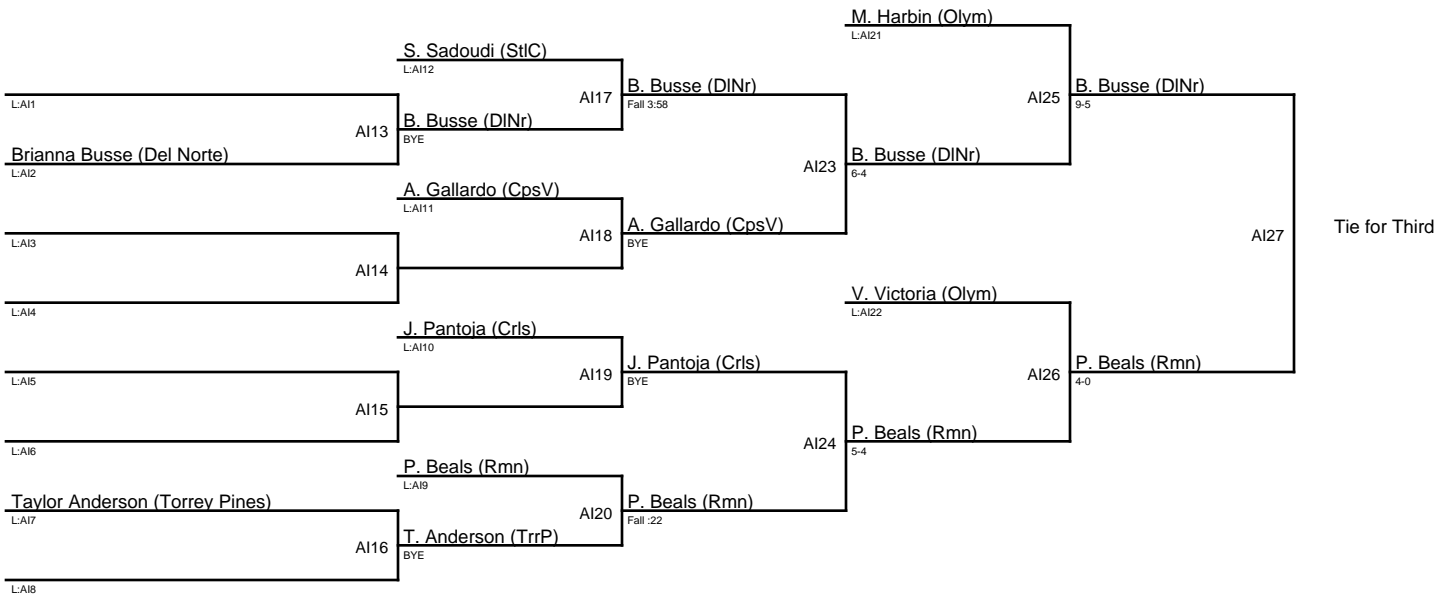 M. Harbin (Olym)
L:AI21
S. Sadoudi (StlC)
L:AI12
AI17
B. Busse (DlNr)
Fall 3:58
AI25
B. Busse (DlNr)
9-5
L:AI1
AI13
B. Busse (DlNr)
BYE
Brianna Busse (Del Norte)
L:AI2
AI23
B. Busse (DlNr)
6-4
A. Gallardo (CpsV)
L:AI11
AI18
A. Gallardo (CpsV)
BYE
L:AI3
AI14
L:AI4
AI27
Tie for Third
V. Victoria (Olym)
L:AI22
J. Pantoja (Crls)
L:AI10
AI19
J. Pantoja (Crls)
BYE
AI26
P. Beals (Rmn)
4-0
L:AI5
AI15
L:AI6
AI24
P. Beals (Rmn)
5-4
P. Beals (Rmn)
L:AI9
AI20
P. Beals (Rmn)
Fall :22
Taylor Anderson (Torrey Pines)
L:AI7
AI16
T. Anderson (TrrP)
BYE
L:AI8